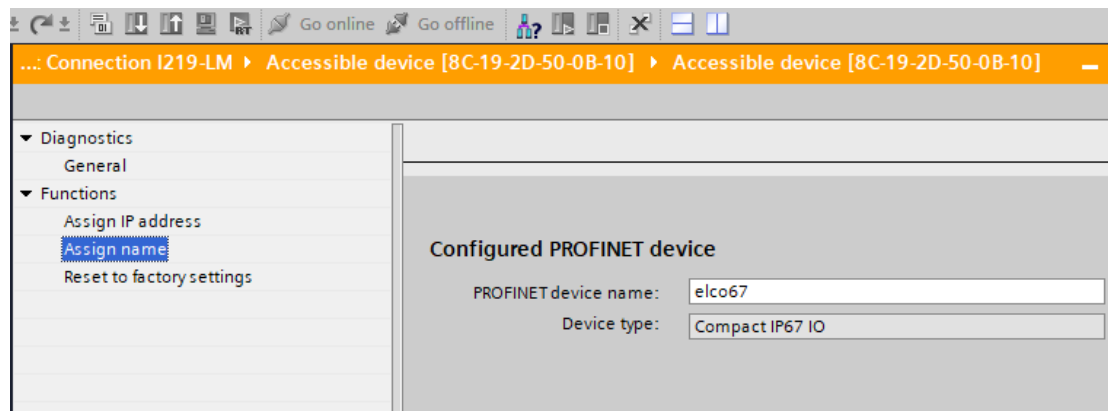 Go online Go offline
...: Connection I219-LM ▸ Accessible device [8C-19-2D-50-0B-10] ▸ Accessible device [8C-19-2D-50-0B-10]
Diagnostics
General
Functions
Assign IP address
Assign name
Reset to factory settings
Configured PROFINET device
PROFINET device name: elco67
Device type: Compact IP67 IO